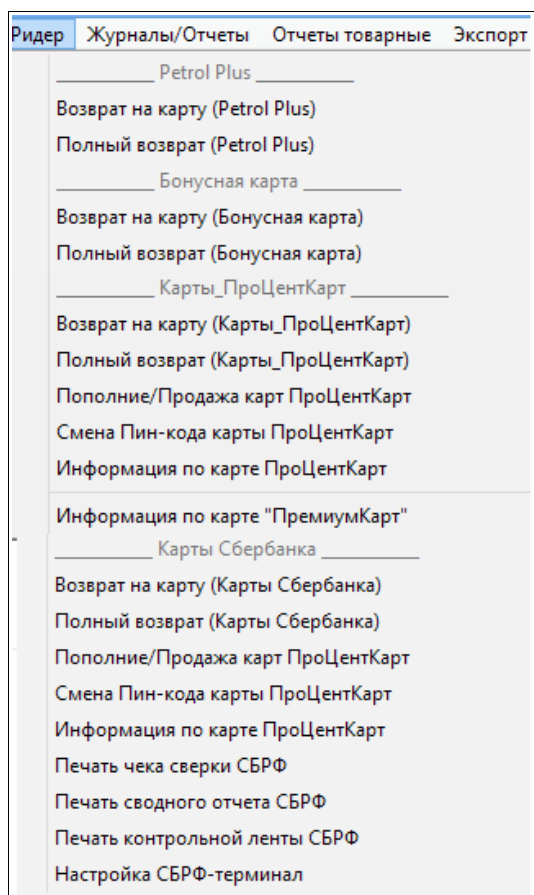 Ридер Журналы/Отчеты Отчеты товарные Экспорт
__________ Petrol Plus __________
Возврат на карту (Petrol Plus)
Полный возврат (Petrol Plus)
__________ Бонусная карта __________
Возврат на карту (Бонусная карта)
Полный возврат (Бонусная карта)
__________ Карты_ПроЦентКарт __________
Возврат на карту (Карты_ПроЦентКарт)
Полный возврат (Карты_ПроЦентКарт)
Пополние/Продажа карт ПроЦентКарт
Смена Пин-кода карты ПроЦентКарт
Информация по карте ПроЦентКарт
Информация по карте "ПремиумКарт"
__________ Карты Сбербанка __________
Возврат на карту (Карты Сбербанка)
Полный возврат (Карты Сбербанка)
Пополние/Продажа карт ПроЦентКарт
Смена Пин-кода карты ПроЦентКарт
Информация по карте ПроЦентКарт
Печать чека сверки СБРФ
Печать сводного отчета СБРФ
Печать контрольной ленты СБРФ
Настройка СБРФ-терминал